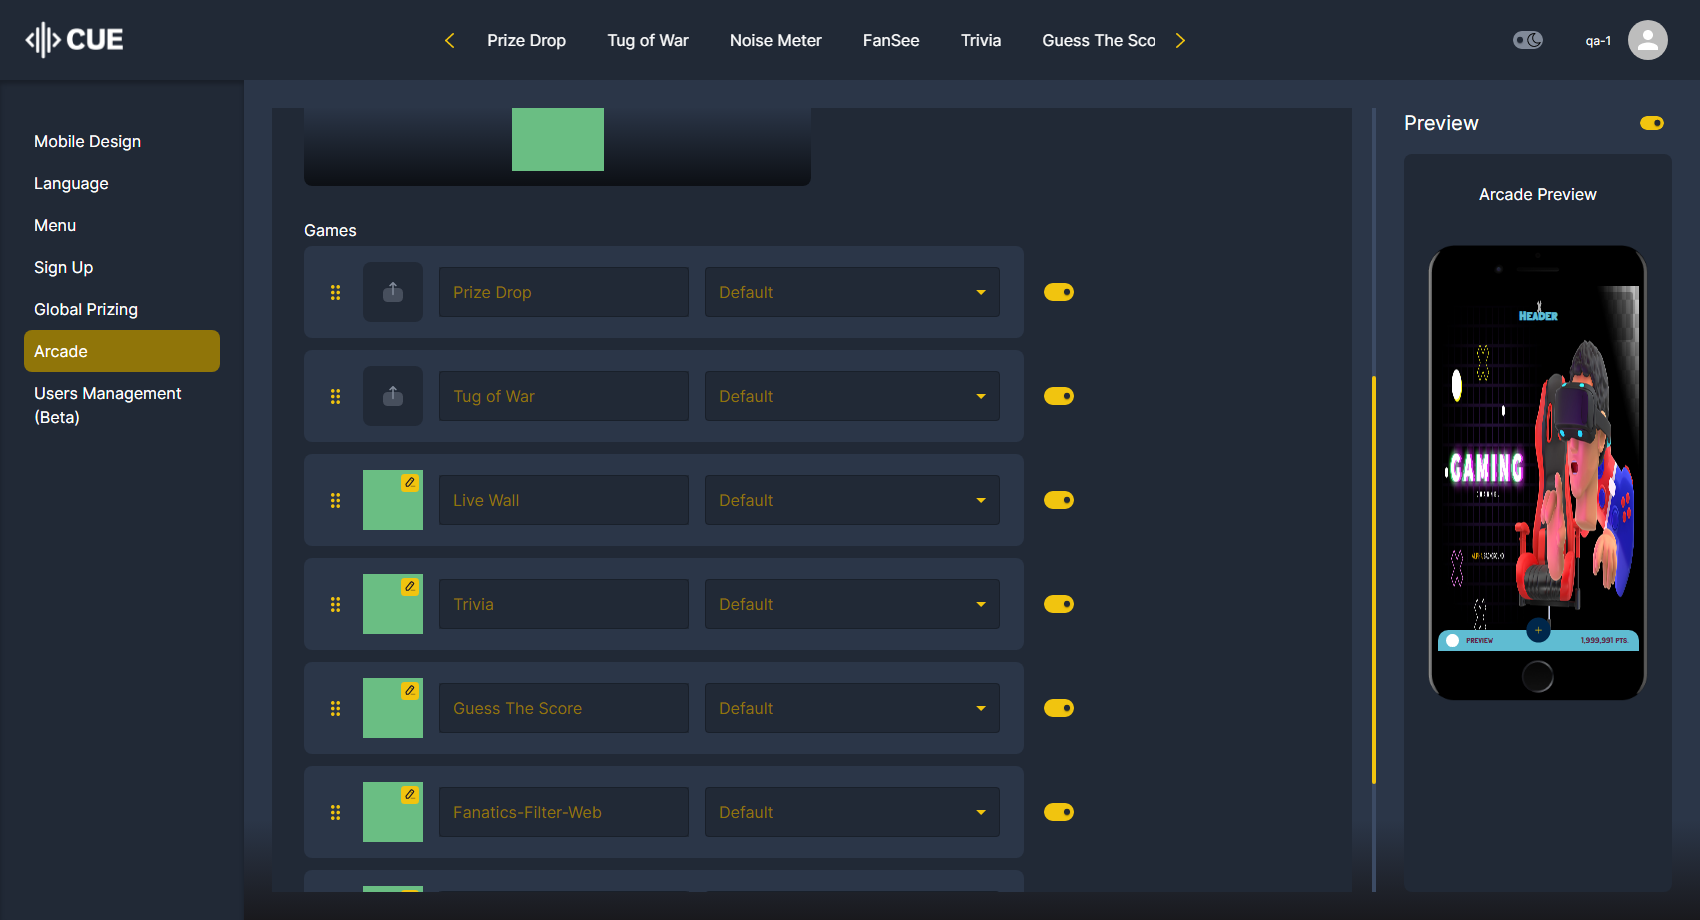 CUE
Prize Drop
Tug of War
Noise Meter
FanSee
Trivia
Guess The Sco
qa-1
Mobile Design
Language
Menu
Sign Up
Global Prizing
Arcade
Users Management
(Beta)
Games
Prize Drop
Default
Tug of War
Default
Live Wall
Default
Trivia
Default
Guess The Score
Default
Fanatics-Filter-Web
Default
Preview
Arcade Preview
HEADER
GAMING
CHANNEL
PREVIEW
+
1,999,991 PTS.